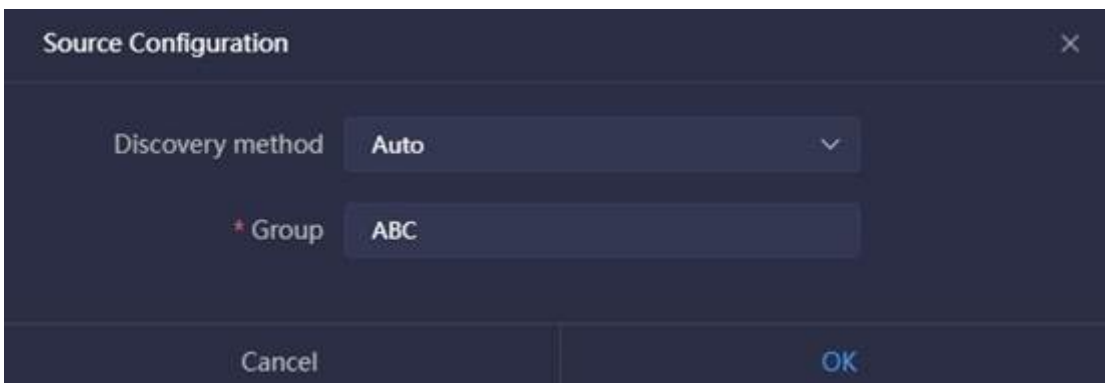 Source Configuration
Discovery method Auto
* Group ABC
Cancel OK